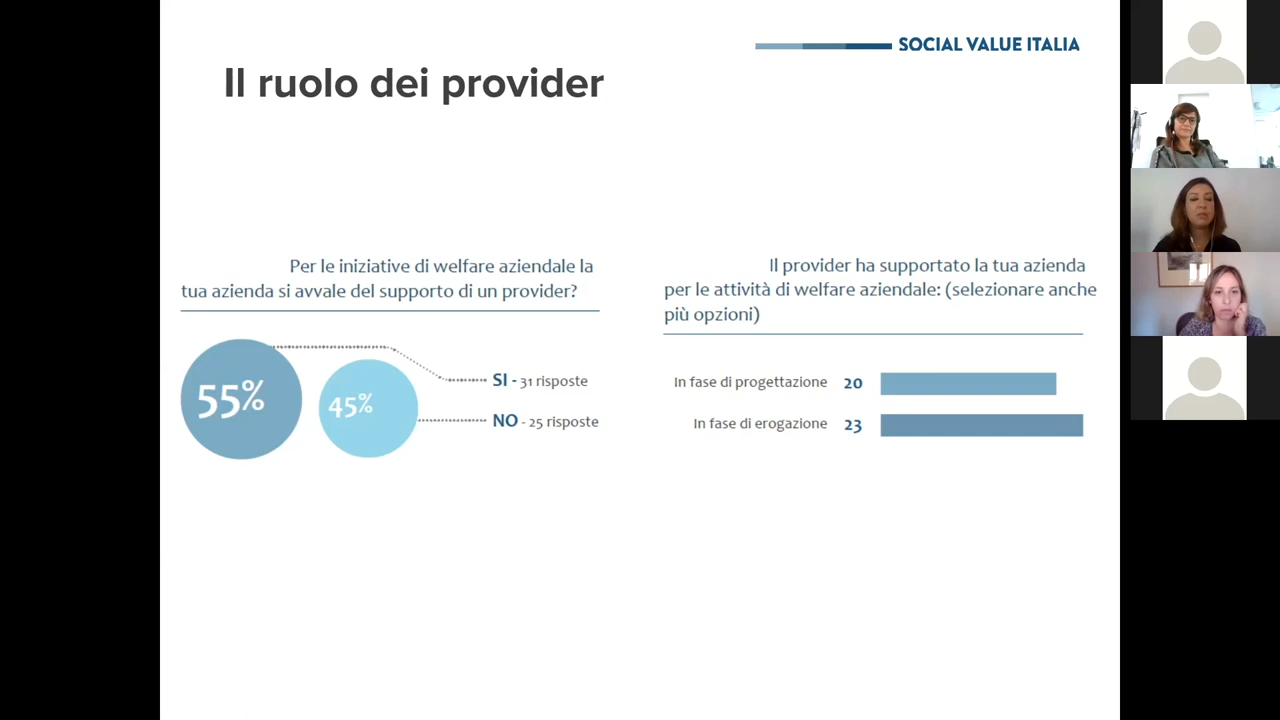 SOCIAL VALUE ITALIA
Il ruolo dei provider
Per le iniziative di welfare aziendale la
tua azienda si avvale del supporto di un provider?
55%
45%
SI - 31 risposte
NO - 25 risposte
Il provider ha supportato la tua azienda
per le attività di welfare aziendale: (selezionare anche
più opzioni)
In fase di progettazione 20
In fase di erogazione 23